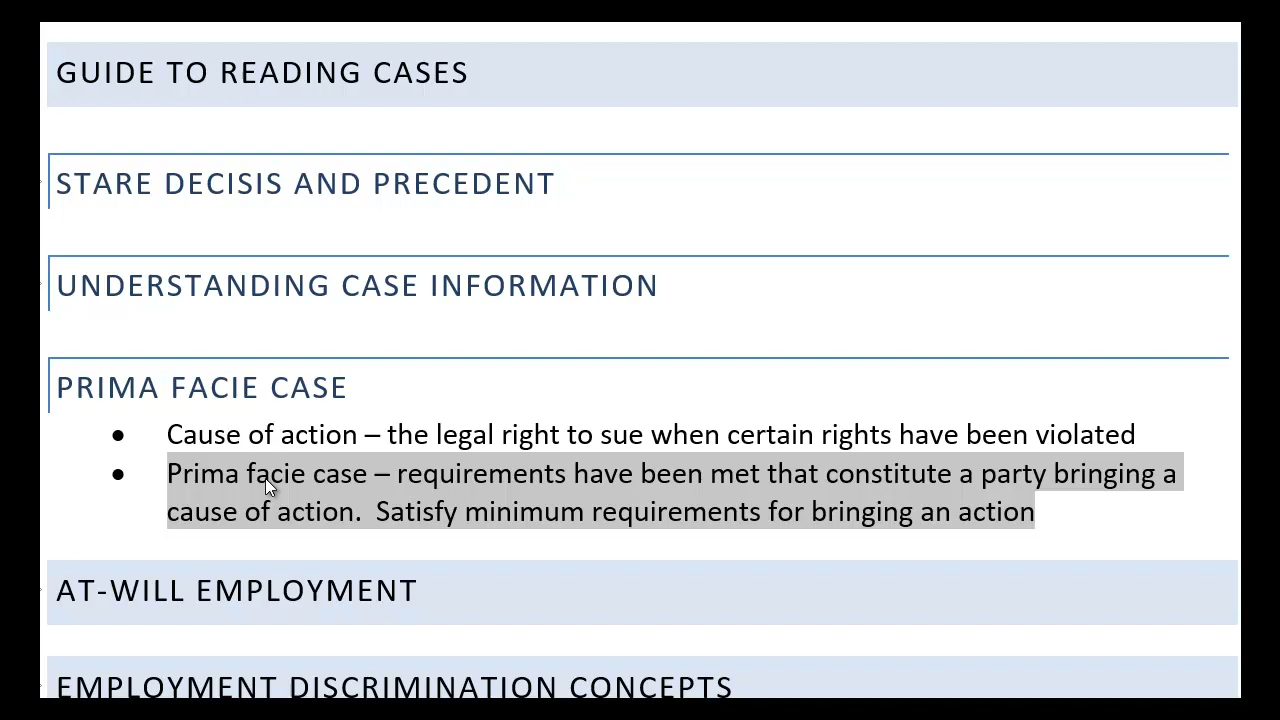 GUIDE TO READING CASES
STARE DECISIS AND PRECEDENT
UNDERSTANDING CASE INFORMATION
PRIMA FACIE CASE
• Cause of action – the legal right to sue when certain rights have been violated
• Prima facie case – requirements have been met that constitute a party bringing a
cause of action.  Satisfy minimum requirements for bringing an action
AT-WILL EMPLOYMENT
EMPLOYMENT DISCRIMINATION CONCEPTS